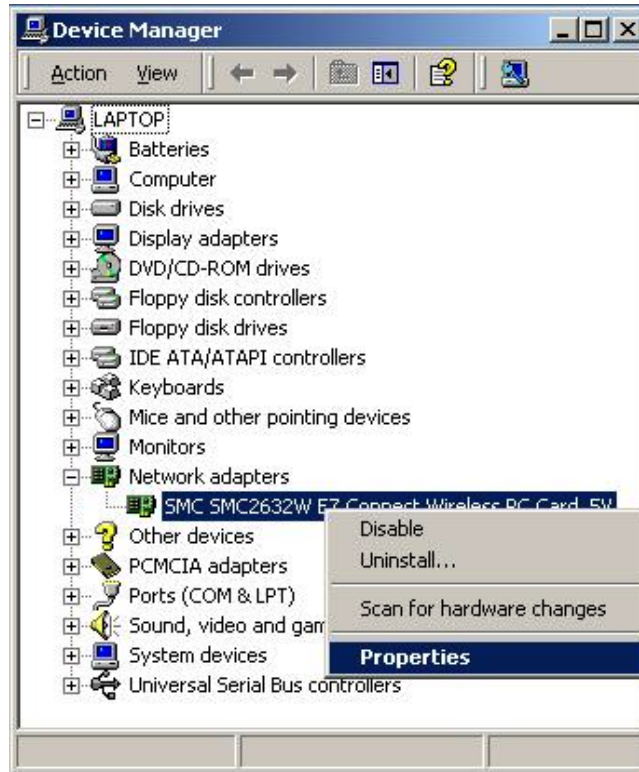 Device Manager
Action View
LAPTOP
Batteries
Computer
Disk drives
Display adapters
DVD/CD-ROM drives
Floppy disk controllers
Floppy disk drives
IDE ATA/ATAPI controllers
Keyboards
Mice and other pointing devices
Monitors
Network adapters
SMC SMC2632W EZ Connect Wireless PC Card, 5V
Other devices
Disable
PCMCIA adapters
Uninstall...
Ports (COM & LPT)
Scan for hardware changes
Sound, video and gam
System devices
Properties
Universal Serial Bus controllers